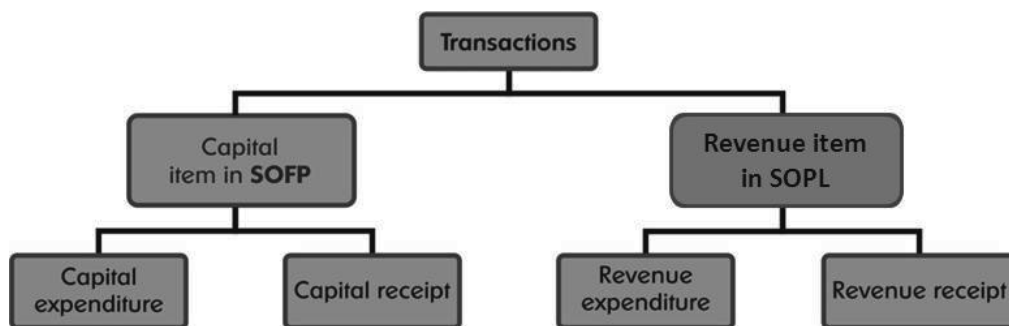 Transactions
Capital
item in SOFP
Revenue item
in SOPL
Capital
expenditure
Capital receipt
Revenue
expenditure
Revenue receipt